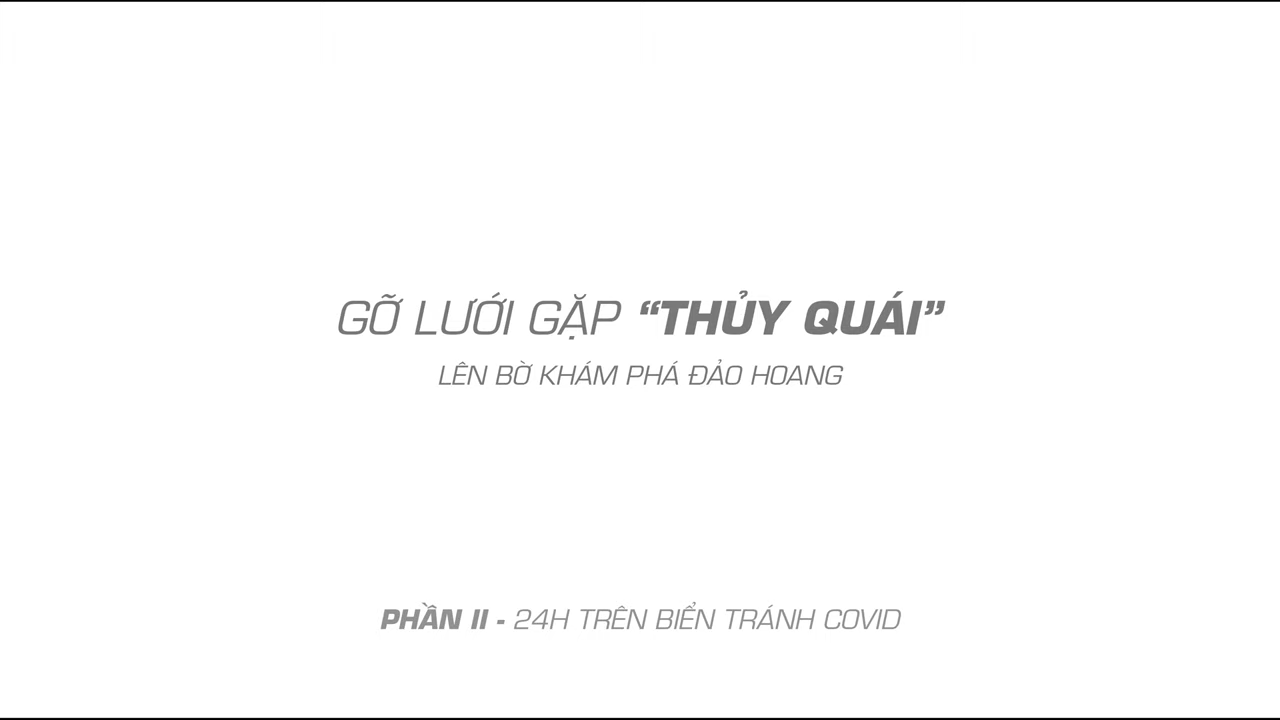 GỠ LƯỚI GẶP “THỦY QUÁI”
LÊN BỜ KHÁM PHÁ ĐẢO HOANG
PHẦN II - 24H TRÊN BIỂN TRÁNH COVID